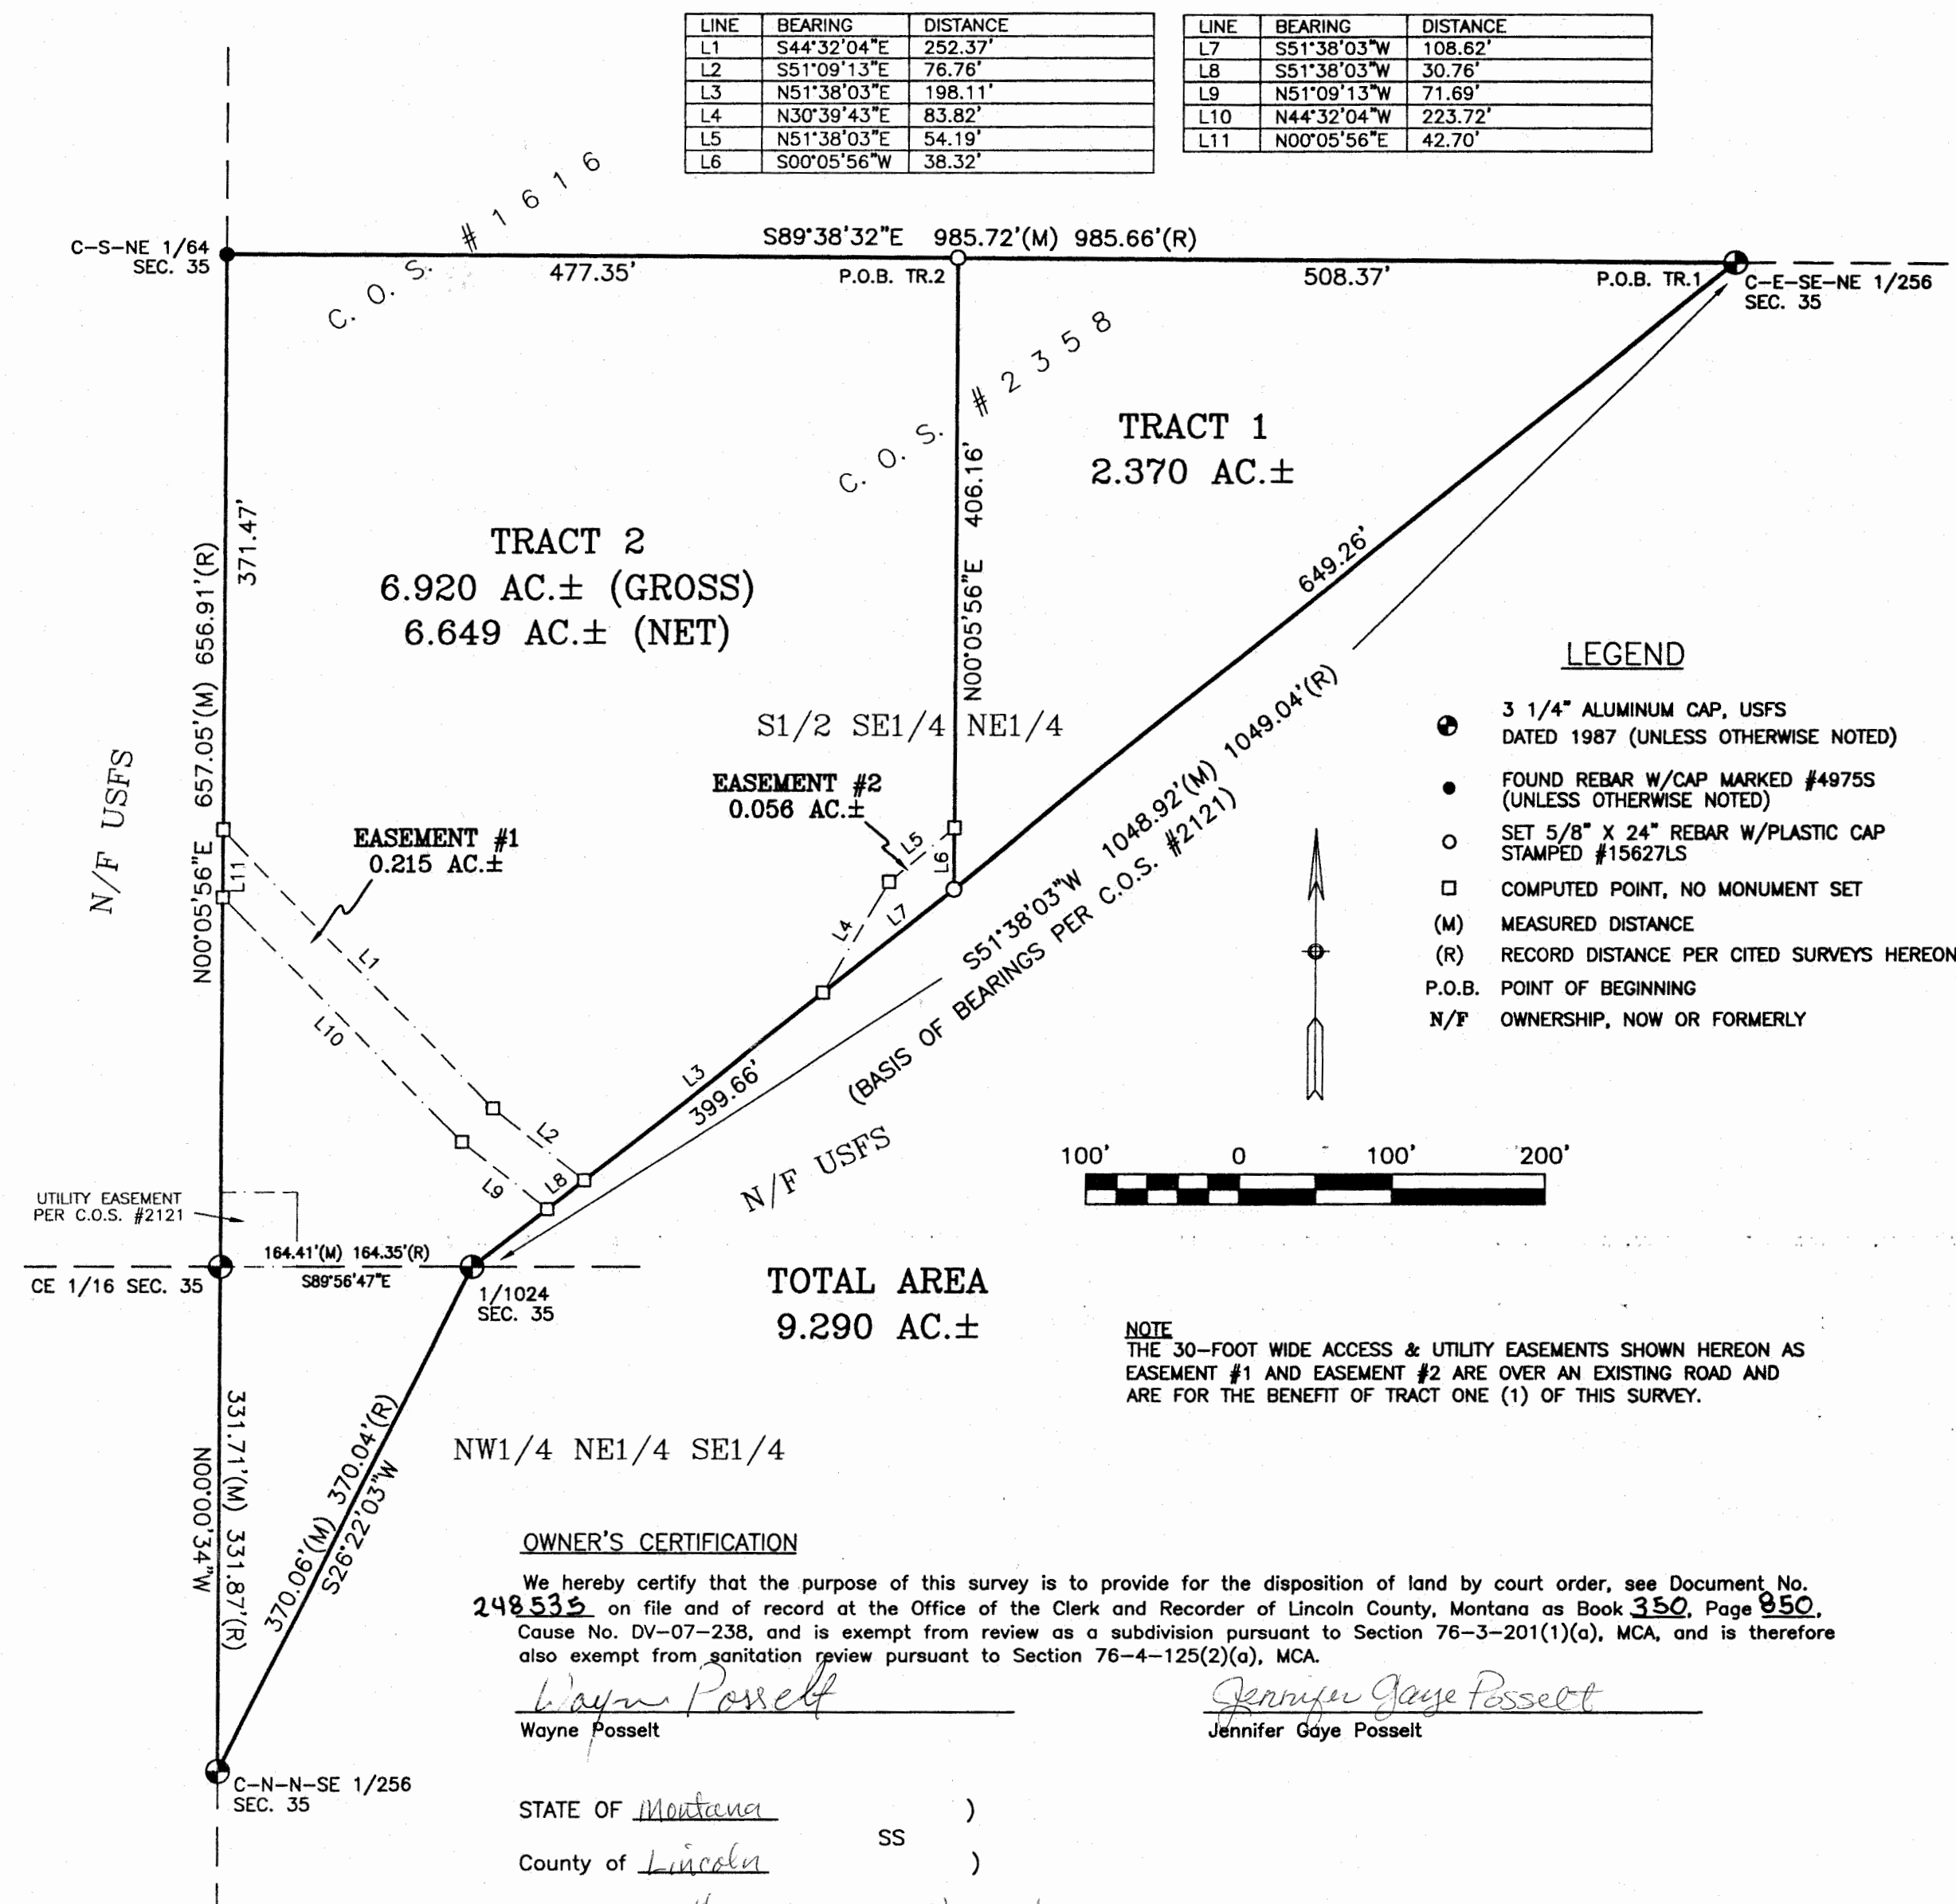 LINE BEARING DISTANCE
L1 S44°32'04"E 252.37'
L2 S51°09'13"E 76.76'
L3 N51°38'03"E 198.11'
L4 N30°39'43"E 83.82'
L5 N51°38'03"E 54.19'
L6 S00°05'56"W 38.32'
LINE BEARING DISTANCE
L7 S51°38'03"W 108.62'
L8 S51°38'03"W 30.76'
L9 N51°09'13"W 71.69'
L10 N44°32'04"W 223.72'
L11 N00°05'56"E 42.70'
C.O.S. #1616
C-S-NE 1/64
SEC. 35
S89°38'32"E 985.72'(M) 985.66'(R)
477.35'
P.O.B. TR.2
508.37'
P.O.B. TR.1
C-E-SE-NE 1/256
SEC. 35
C.O.S. #2358
TRACT 1
2.370 AC.±
371.47'
N00°05'56"E 657.05'(M) 656.91'(R)
TRACT 2
6.920 AC.± (GROSS)
6.649 AC.± (NET)
N00°05'56"E 406.16'
649.26'
S1/2 SE1/4 NE1/4
N/F USFS
EASEMENT #2
0.056 AC.±
EASEMENT #1
0.215 AC.±
L5
L6
L4
L7
L11
L1
L10
L3
399.66'
L2
L8
L9
S51°38'03"W 1048.92'(M) 1049.04'(R)
(BASIS OF BEARINGS PER C.O.S. #2121)
N/F USFS
LEGEND
3 1/4" ALUMINUM CAP, USFS
DATED 1987 (UNLESS OTHERWISE NOTED)
FOUND REBAR W/CAP MARKED #4975S
(UNLESS OTHERWISE NOTED)
SET 5/8" X 24" REBAR W/PLASTIC CAP
STAMPED #15627LS
COMPUTED POINT, NO MONUMENT SET
(M) MEASURED DISTANCE
(R) RECORD DISTANCE PER CITED SURVEYS HEREON
P.O.B. POINT OF BEGINNING
N/F OWNERSHIP, NOW OR FORMERLY
100' 0 100' 200'
UTILITY EASEMENT
PER C.O.S. #2121
164.41'(M) 164.35'(R)
S89°56'47"E
CE 1/16 SEC. 35
1/1024
SEC. 35
TOTAL AREA
9.290 AC.±
NOTE
THE 30-FOOT WIDE ACCESS & UTILITY EASEMENTS SHOWN HEREON AS
EASEMENT #1 AND EASEMENT #2 ARE OVER AN EXISTING ROAD AND
ARE FOR THE BENEFIT OF TRACT ONE (1) OF THIS SURVEY.
331.71'(M) 331.87'(R)
N00°00'34"W
370.06'(M) 370.04'(R)
S26°22'03"W
NW1/4 NE1/4 SE1/4
C-N-N-SE 1/256
SEC. 35
OWNER'S CERTIFICATION
We hereby certify that the purpose of this survey is to provide for the disposition of land by court order, see Document No.
248535 on file and of record at the Office of the Clerk and Recorder of Lincoln County, Montana as Book 350, Page 850,
Cause No. DV-07-238, and is exempt from review as a subdivision pursuant to Section 76-3-201(1)(a), MCA, and is therefore
also exempt from sanitation review pursuant to Section 76-4-125(2)(a), MCA.
Wayne Posselt
Jennifer Gaye Posselt
Wayne Posselt
Jennifer Gaye Posselt
STATE OF Montana )
SS
County of Lincoln )